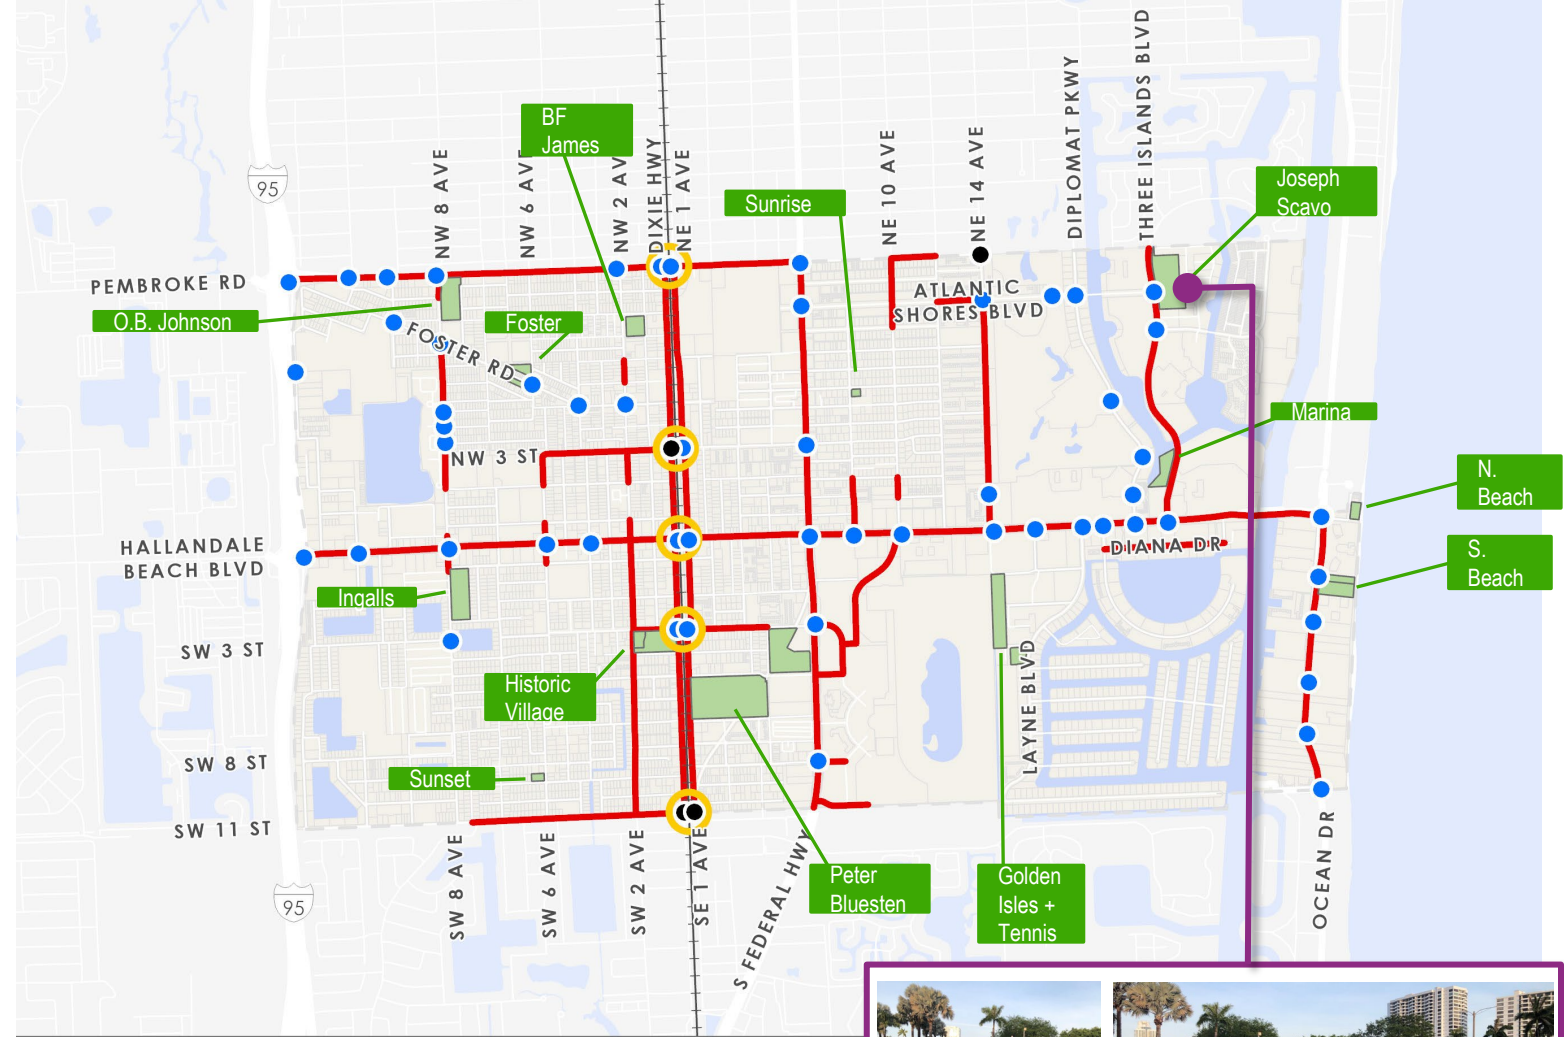 BF
James
95
NW 8 AVE
NW 6 AVE
NW 2 AV
DIXIE HWY
NE 1 AVE
Sunrise
NE 10 AVE
NE 14 AVE
DIPLOMAT PKWY
THREE ISLANDS BLVD
Joseph
Scavo
PEMBROKE RD
O.B. Johnson
Foster
FOSTER RD
ATLANTIC
SHORES BLVD
Marina
NW 3 ST
N.
Beach
HALLANDALE
BEACH BLVD
DIANA DR
S.
Beach
Ingalls
SW 3 ST
Historic
Village
LAYNE BLVD
SW 8 ST
Sunset
SW 11 ST
SW 8 AVE
SW 6 AVE
SW 2 AVE
SE 1 AVE
S FEDERAL HWY
Peter
Bluesten
Golden
Isles +
Tennis
OCEAN DR
95